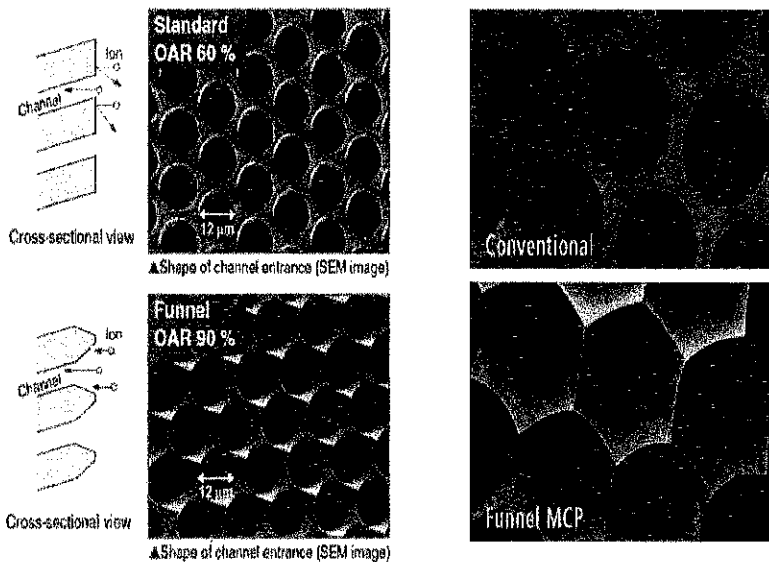 Standard
OAR 60 %
Ion
Channel
12 μm
Cross-sectional view
▲Shape of channel entrance (SEM image)
Conventional
Funnel
OAR 90 %
Ion
Channel
12 μm
Cross-sectional view
▲Shape of channel entrance (SEM image)
Funnel MCP